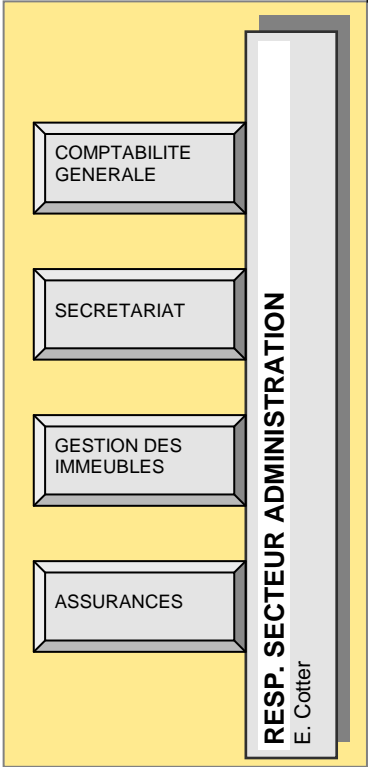 COMPTABILITE
GENERALE
SECRETARIAT
GESTION DES
IMMEUBLES
ASSURANCES
RESP. SECTEUR ADMINISTRATION
E. Cotter